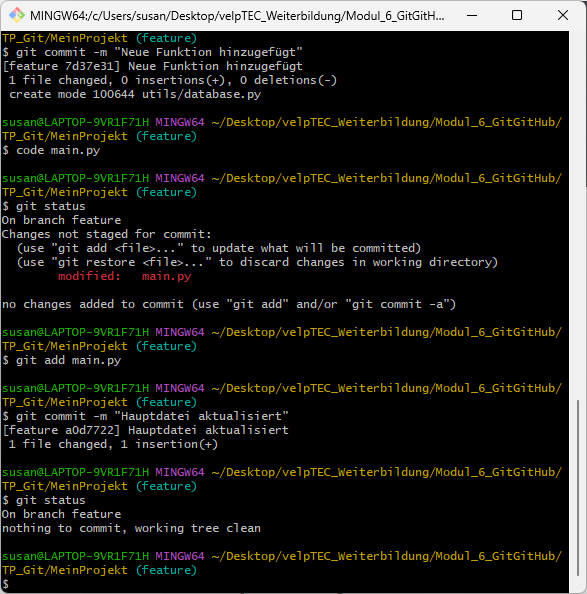 MINGW64:/c/Users/susan/Desktop/velpTEC_Weiterbildung/Modul_6_GitGitH...
TP_Git/MeinProjekt (feature)
$ git commit -m "Neue Funktion hinzugefügt"
[feature 7d37e31] Neue Funktion hinzugefügt
 1 file changed, 0 insertions(+), 0 deletions(-)
 create mode 100644 utils/database.py

susan@LAPTOP-9VR1F71H MINGW64 ~/Desktop/velpTEC_Weiterbildung/Modul_6_GitGitHub/
TP_Git/MeinProjekt (feature)
$ code main.py

susan@LAPTOP-9VR1F71H MINGW64 ~/Desktop/velpTEC_Weiterbildung/Modul_6_GitGitHub/
TP_Git/MeinProjekt (feature)
$ git status
On branch feature
Changes not staged for commit:
  (use "git add <file>..." to update what will be committed)
  (use "git restore <file>..." to discard changes in working directory)
        modified:   main.py

no changes added to commit (use "git add" and/or "git commit -a")

susan@LAPTOP-9VR1F71H MINGW64 ~/Desktop/velpTEC_Weiterbildung/Modul_6_GitGitHub/
TP_Git/MeinProjekt (feature)
$ git add main.py

susan@LAPTOP-9VR1F71H MINGW64 ~/Desktop/velpTEC_Weiterbildung/Modul_6_GitGitHub/
TP_Git/MeinProjekt (feature)
$ git commit -m "Hauptdatei aktualisiert"
[feature a0d7722] Hauptdatei aktualisiert
 1 file changed, 1 insertion(+)

susan@LAPTOP-9VR1F71H MINGW64 ~/Desktop/velpTEC_Weiterbildung/Modul_6_GitGitHub/
TP_Git/MeinProjekt (feature)
$ git status
On branch feature
nothing to commit, working tree clean

susan@LAPTOP-9VR1F71H MINGW64 ~/Desktop/velpTEC_Weiterbildung/Modul_6_GitGitHub/
TP_Git/MeinProjekt (feature)
$